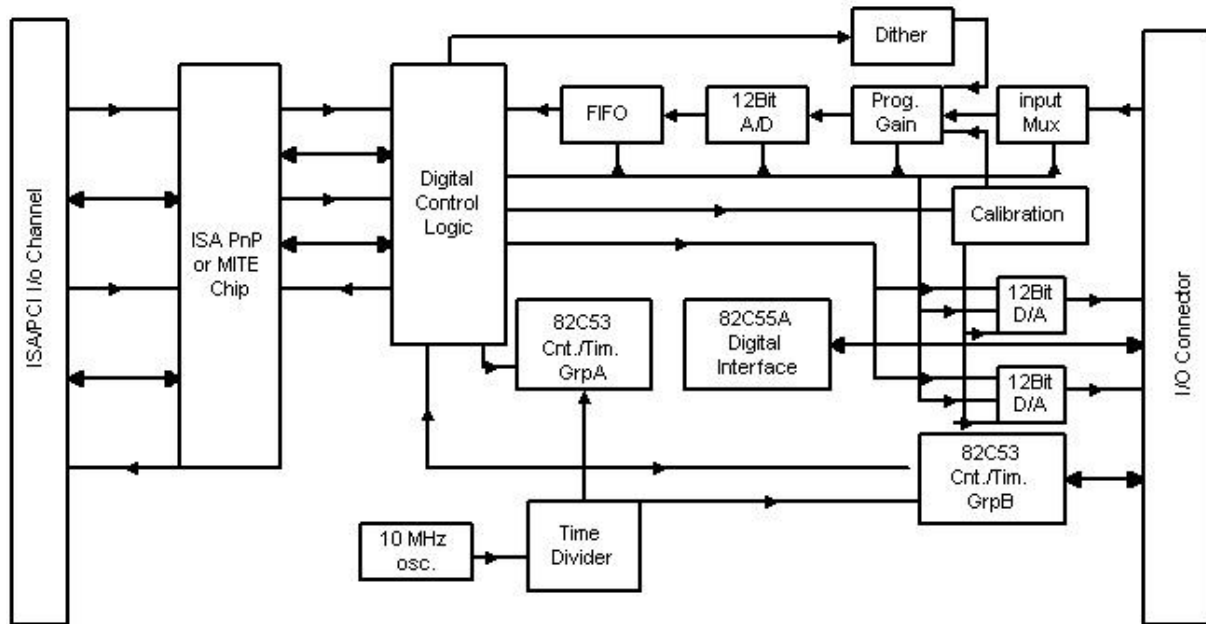 ISA/PCI I/o Channel
ISA PnP
or MITE
Chip
Digital
Control
Logic
Dither
FIFO
12Bit
A/D
Prog.
Gain
input
Mux
Calibration
82C53
Cnt./Tim.
GrpA
82C55A
Digital
Interface
12Bit
D/A
12Bit
D/A
82C53
Cnt./Tim.
GrpB
10 MHz
osc.
Time
Divider
I/O Connector